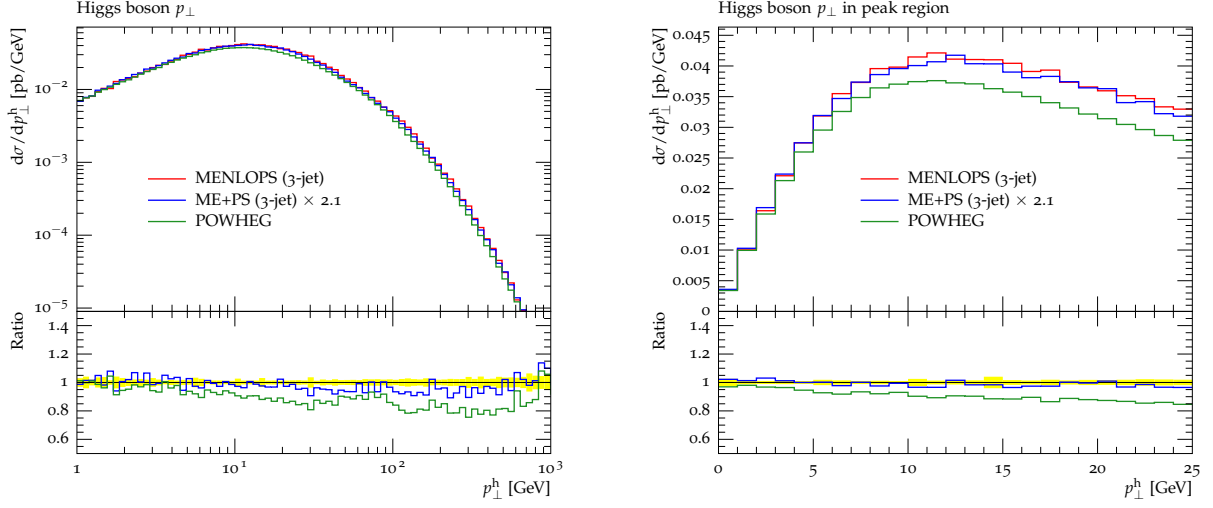 Higgs boson p⊥
dσ/dp⊥ʰ [pb/GeV]
10⁻²
10⁻³
10⁻⁴
10⁻⁵
MENLOPS (3-jet)
ME+PS (3-jet) × 2.1
POWHEG
Ratio
1.4
1.2
1
0.8
0.6
1
10¹
10²
10³
p⊥ʰ [GeV]
Higgs boson p⊥ in peak region
dσ/dp⊥ʰ [pb/GeV]
0.045
0.04
0.035
0.03
0.025
0.02
0.015
0.01
0.005
0
MENLOPS (3-jet)
ME+PS (3-jet) × 2.1
POWHEG
Ratio
1.4
1.2
1
0.8
0.6
0
5
10
15
20
25
p⊥ʰ [GeV]